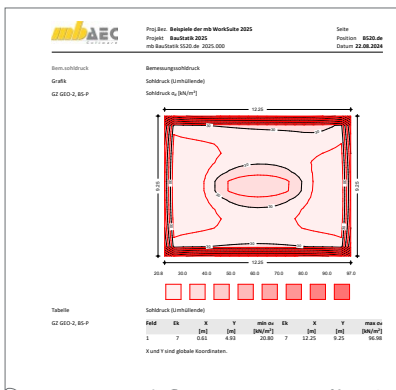 mb AEC
Software
Proj.Bez. Beispiele der mb WorkSuite 2025
Seite
Projekt BauStatik 2025
Position 8520.de
mb BauStatik S520.de 2025.000
Datum 22.08.2024
Bem.sohldruck
Bemessungssohldruck
Grafik
Sohldruck (Umhüllende)
GZ GEO-2, BS-P
Sohldruck σd [kN/m²]
12.25
9.25
9.25
12.25
20.8 30.0 40.0 50.0 60.0 70.0 80.0 90.0 97.0
Tabelle
Sohldruck (Umhüllende)
GZ GEO-2, BS-P
Feld Ek X Y min σd Ek X Y max σd
[m] [m] [kN/m²] [m] [m] [kN/m²]
1 7 0.61 4.93 20.80 7 12.25 9.25 96.98
X und Y sind globale Koordinaten.